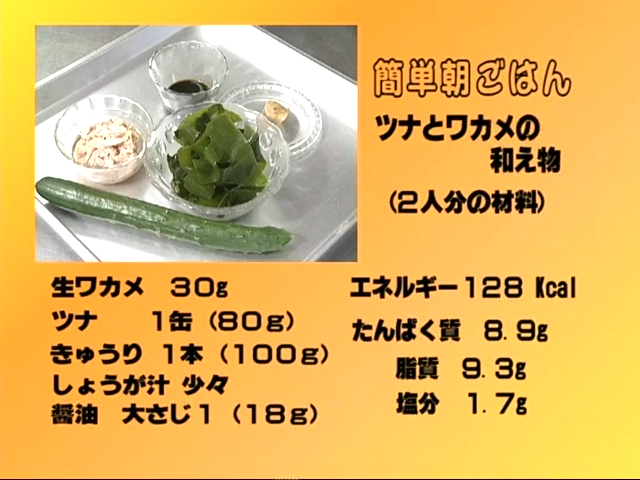 簡単朝ごはん
ツナとワカメの
和え物
(2人分の材料)
生ワカメ 30g
ツナ 1缶(80g)
きゅうり 1本(100g)
しょうが汁 少々
醤油 大さじ1(18g)
エネルギー128 Kcal
たんぱく質 8.9g
脂質 9.3g
塩分 1.7g